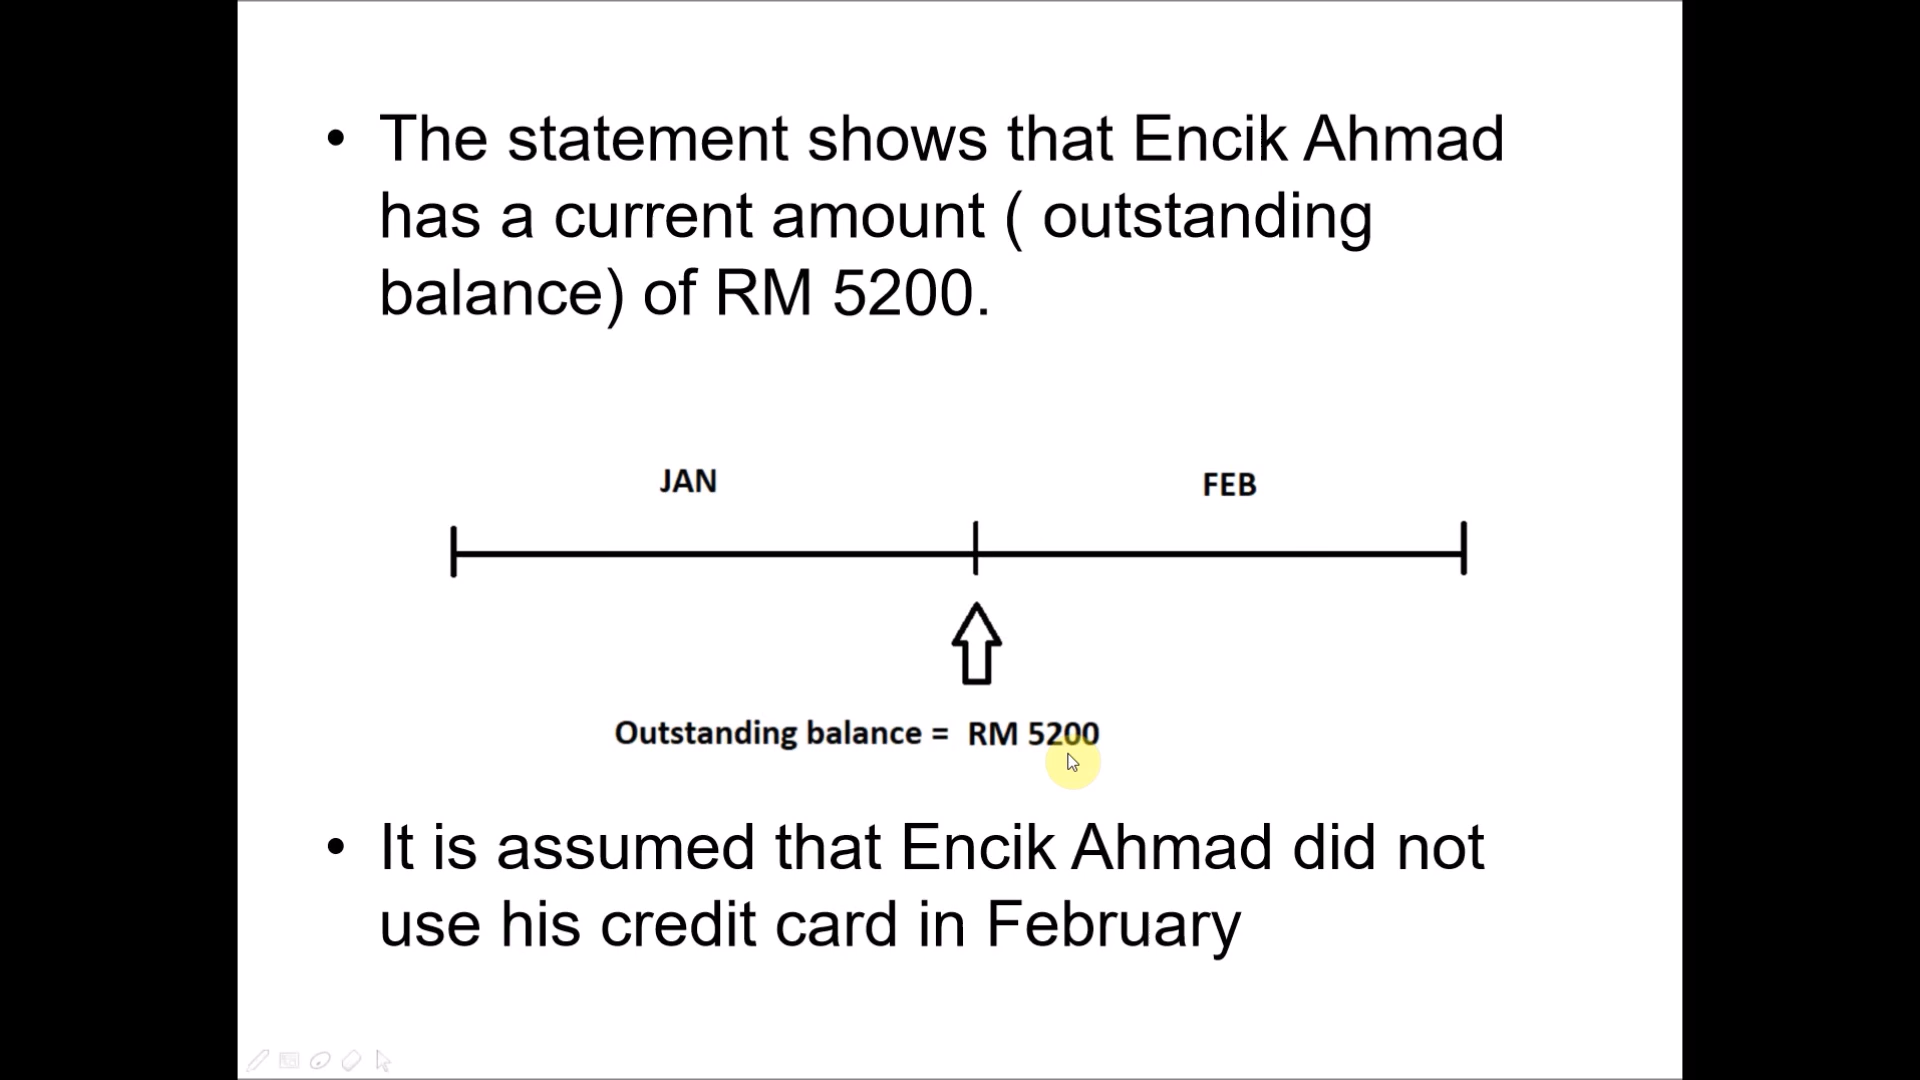 • The statement shows that Encik Ahmad
has a current amount ( outstanding
balance) of RM 5200.
JAN
FEB
Outstanding balance = RM 5200
• It is assumed that Encik Ahmad did not
use his credit card in February